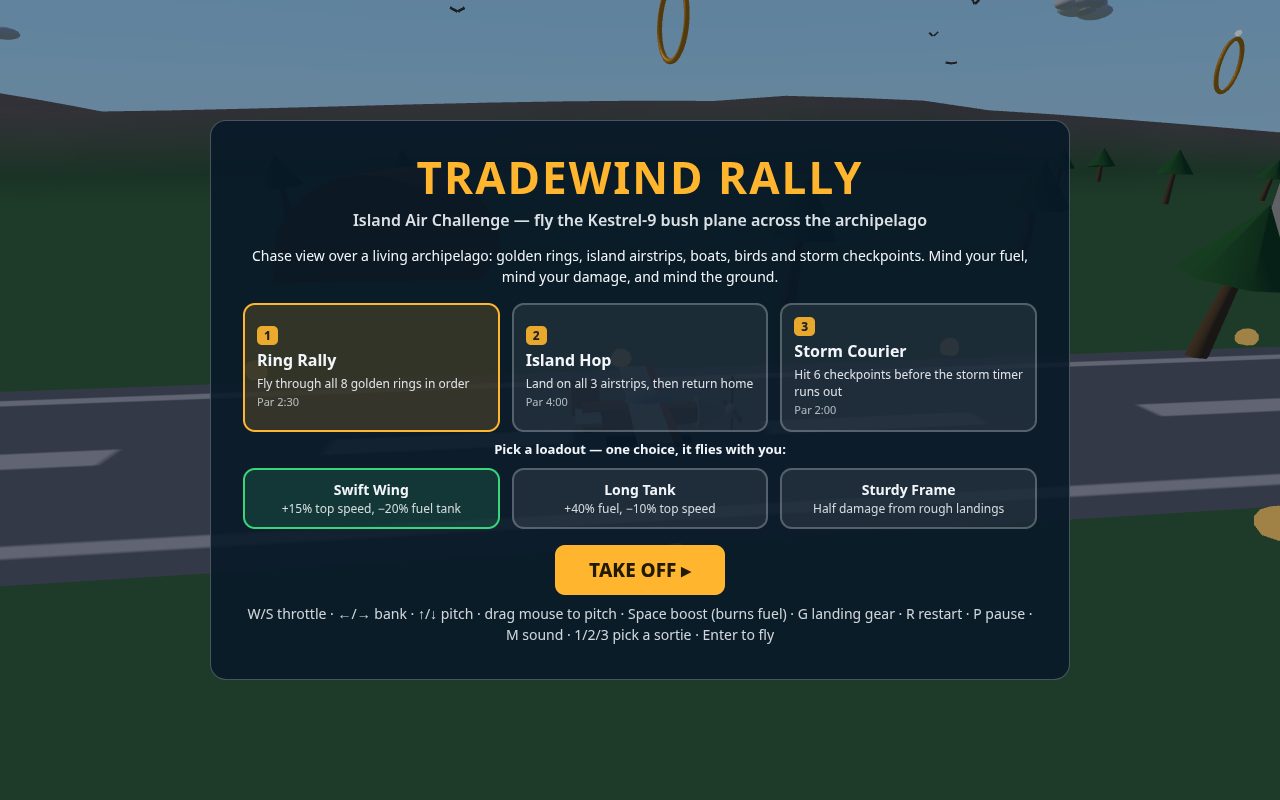 TRADEWIND RALLY
Island Air Challenge — fly the Kestrel-9 bush plane across the archipelago
Chase view over a living archipelago: golden rings, island airstrips, boats, birds and storm checkpoints. Mind your fuel,
mind your damage, and mind the ground.
1
Ring Rally
Fly through all 8 golden rings in order
Par 2:30
2
Island Hop
Land on all 3 airstrips, then return home
Par 4:00
3
Storm Courier
Hit 6 checkpoints before the storm timer
runs out
Par 2:00
Pick a loadout — one choice, it flies with you:
Swift Wing
+15% top speed, −20% fuel tank
Long Tank
+40% fuel, −10% top speed
Sturdy Frame
Half damage from rough landings
TAKE OFF ▸
W/S throttle · ←/→ bank · ↑/↓ pitch · drag mouse to pitch · Space boost (burns fuel) · G landing gear · R restart · P pause ·
M sound · 1/2/3 pick a sortie · Enter to fly